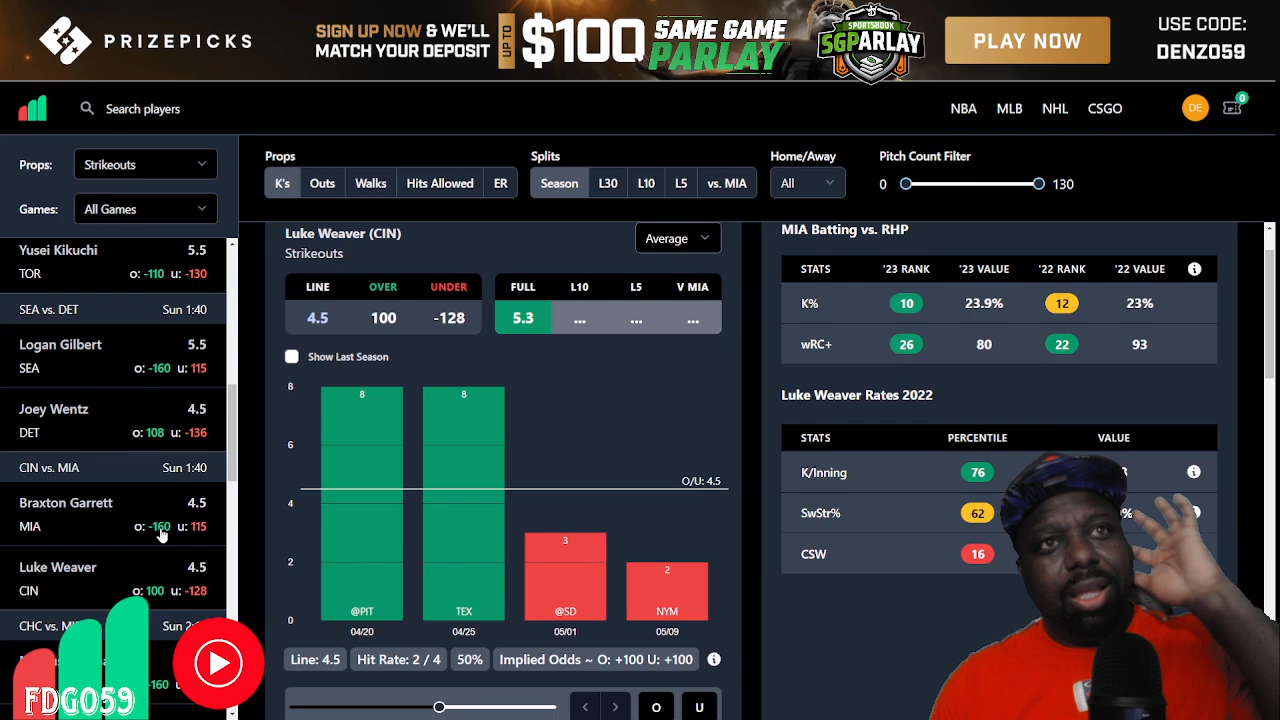 PRIZEPICKS
SIGN UP NOW & WE'LL
MATCH YOUR DEPOSIT
UP TO
$100
SAME GAME
PARLAY
SPORTSBOOK
SGPARLAY
PLAY NOW
USE CODE:
DENZO59
Search players
NBA MLB NHL CSGO
DE
0
Props: Strikeouts
Games: All Games
Props
K's Outs Walks Hits Allowed ER
Splits
Season L30 L10 L5 vs. MIA
Home/Away
All
Pitch Count Filter
0 130
Yusei Kikuchi 5.5
TOR o: -110 u: -130
SEA vs. DET Sun 1:40
Logan Gilbert 5.5
SEA o: -160 u: 115
Joey Wentz 4.5
DET o: 108 u: -136
CIN vs. MIA Sun 1:40
Braxton Garrett 4.5
MIA o: -160 u: 115
Luke Weaver 4.5
CIN o: 100 u: -128
CHC vs.
-160
FDGO59
Luke Weaver (CIN)
Strikeouts
Average
LINE OVER UNDER
4.5 100 -128
FULL L10 L5 V MIA
5.3 ... ... ...
Show Last Season
8
6
4
2
0
8 8 3 2
O/U: 4.5
@PIT TEX @SD NYM
04/20 04/25 05/01 05/09
Line: 4.5 Hit Rate: 2 / 4 50% Implied Odds ~ O: +100 U: +100
O U
MIA Batting vs. RHP
STATS '23 RANK '23 VALUE '22 RANK '22 VALUE
K% 10 23.9% 12 23%
wRC+ 26 80 22 93
Luke Weaver Rates 2022
STATS PERCENTILE VALUE
K/Inning 76
SwStr% 62
CSW 16